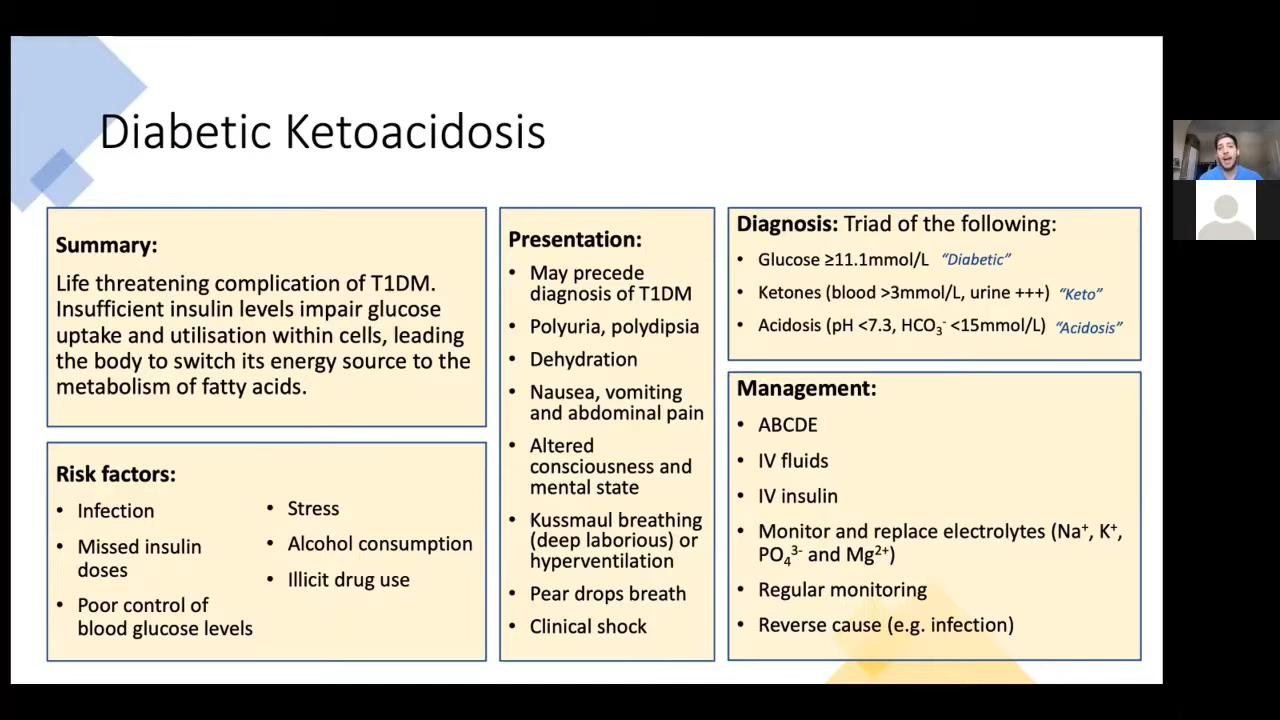 Diabetic Ketoacidosis
Summary:
Life threatening complication of T1DM.
Insufficient insulin levels impair glucose
uptake and utilisation within cells, leading
the body to switch its energy source to the
metabolism of fatty acids.
Risk factors:
• Infection
• Missed insulin
doses
• Poor control of
blood glucose levels
• Stress
• Alcohol consumption
• Illicit drug use
Presentation:
• May precede
diagnosis of T1DM
• Polyuria, polydipsia
• Dehydration
• Nausea, vomiting
and abdominal pain
• Altered
consciousness and
mental state
• Kussmaul breathing
(deep laborious) or
hyperventilation
• Pear drops breath
• Clinical shock
Diagnosis: Triad of the following:
• Glucose ≥11.1mmol/L “Diabetic”
• Ketones (blood >3mmol/L, urine +++) “Keto”
• Acidosis (pH <7.3, HCO₃⁻ <15mmol/L) “Acidosis”
Management:
• ABCDE
• IV fluids
• IV insulin
• Monitor and replace electrolytes (Na⁺, K⁺,
PO₄³⁻ and Mg²⁺)
• Regular monitoring
• Reverse cause (e.g. infection)